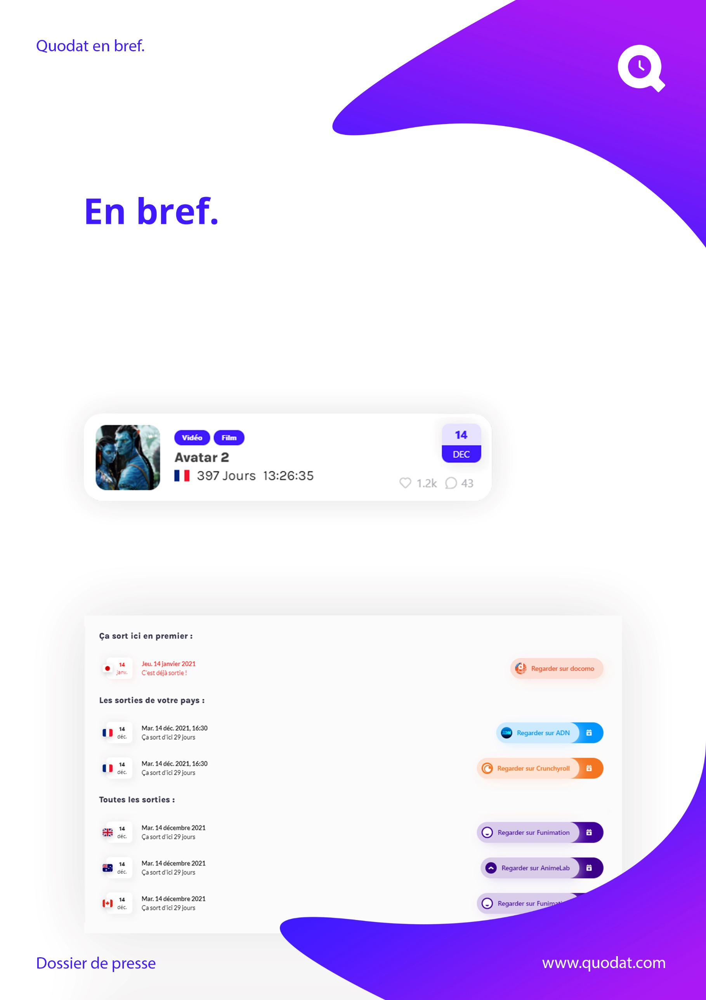 Quodat en bref.
En bref.
Vidéo Film
Avatar 2
397 Jours 13:26:35
14
DEC
1.2k 43
Ça sort ici en premier :
14
janv.
Jeu. 14 janvier 2021
C'est déjà sortie !
Regarder sur docomo
Les sorties de votre pays :
14
déc.
Mar. 14 déc. 2021, 16:30
Ça sort d'ici 29 jours
Regarder sur ADN
14
déc.
Mar. 14 déc. 2021, 16:30
Ça sort d'ici 29 jours
Regarder sur Crunchyroll
Toutes les sorties :
14
déc.
Mar. 14 décembre 2021
Ça sort d'ici 29 jours
Regarder sur Funimation
14
déc.
Mar. 14 décembre 2021
Ça sort d'ici 29 jours
Regarder sur AnimeLab
14
déc.
Mar. 14 décembre 2021
Ça sort d'ici 29 jours
Regarder sur
Dossier de presse
www.quodat.com